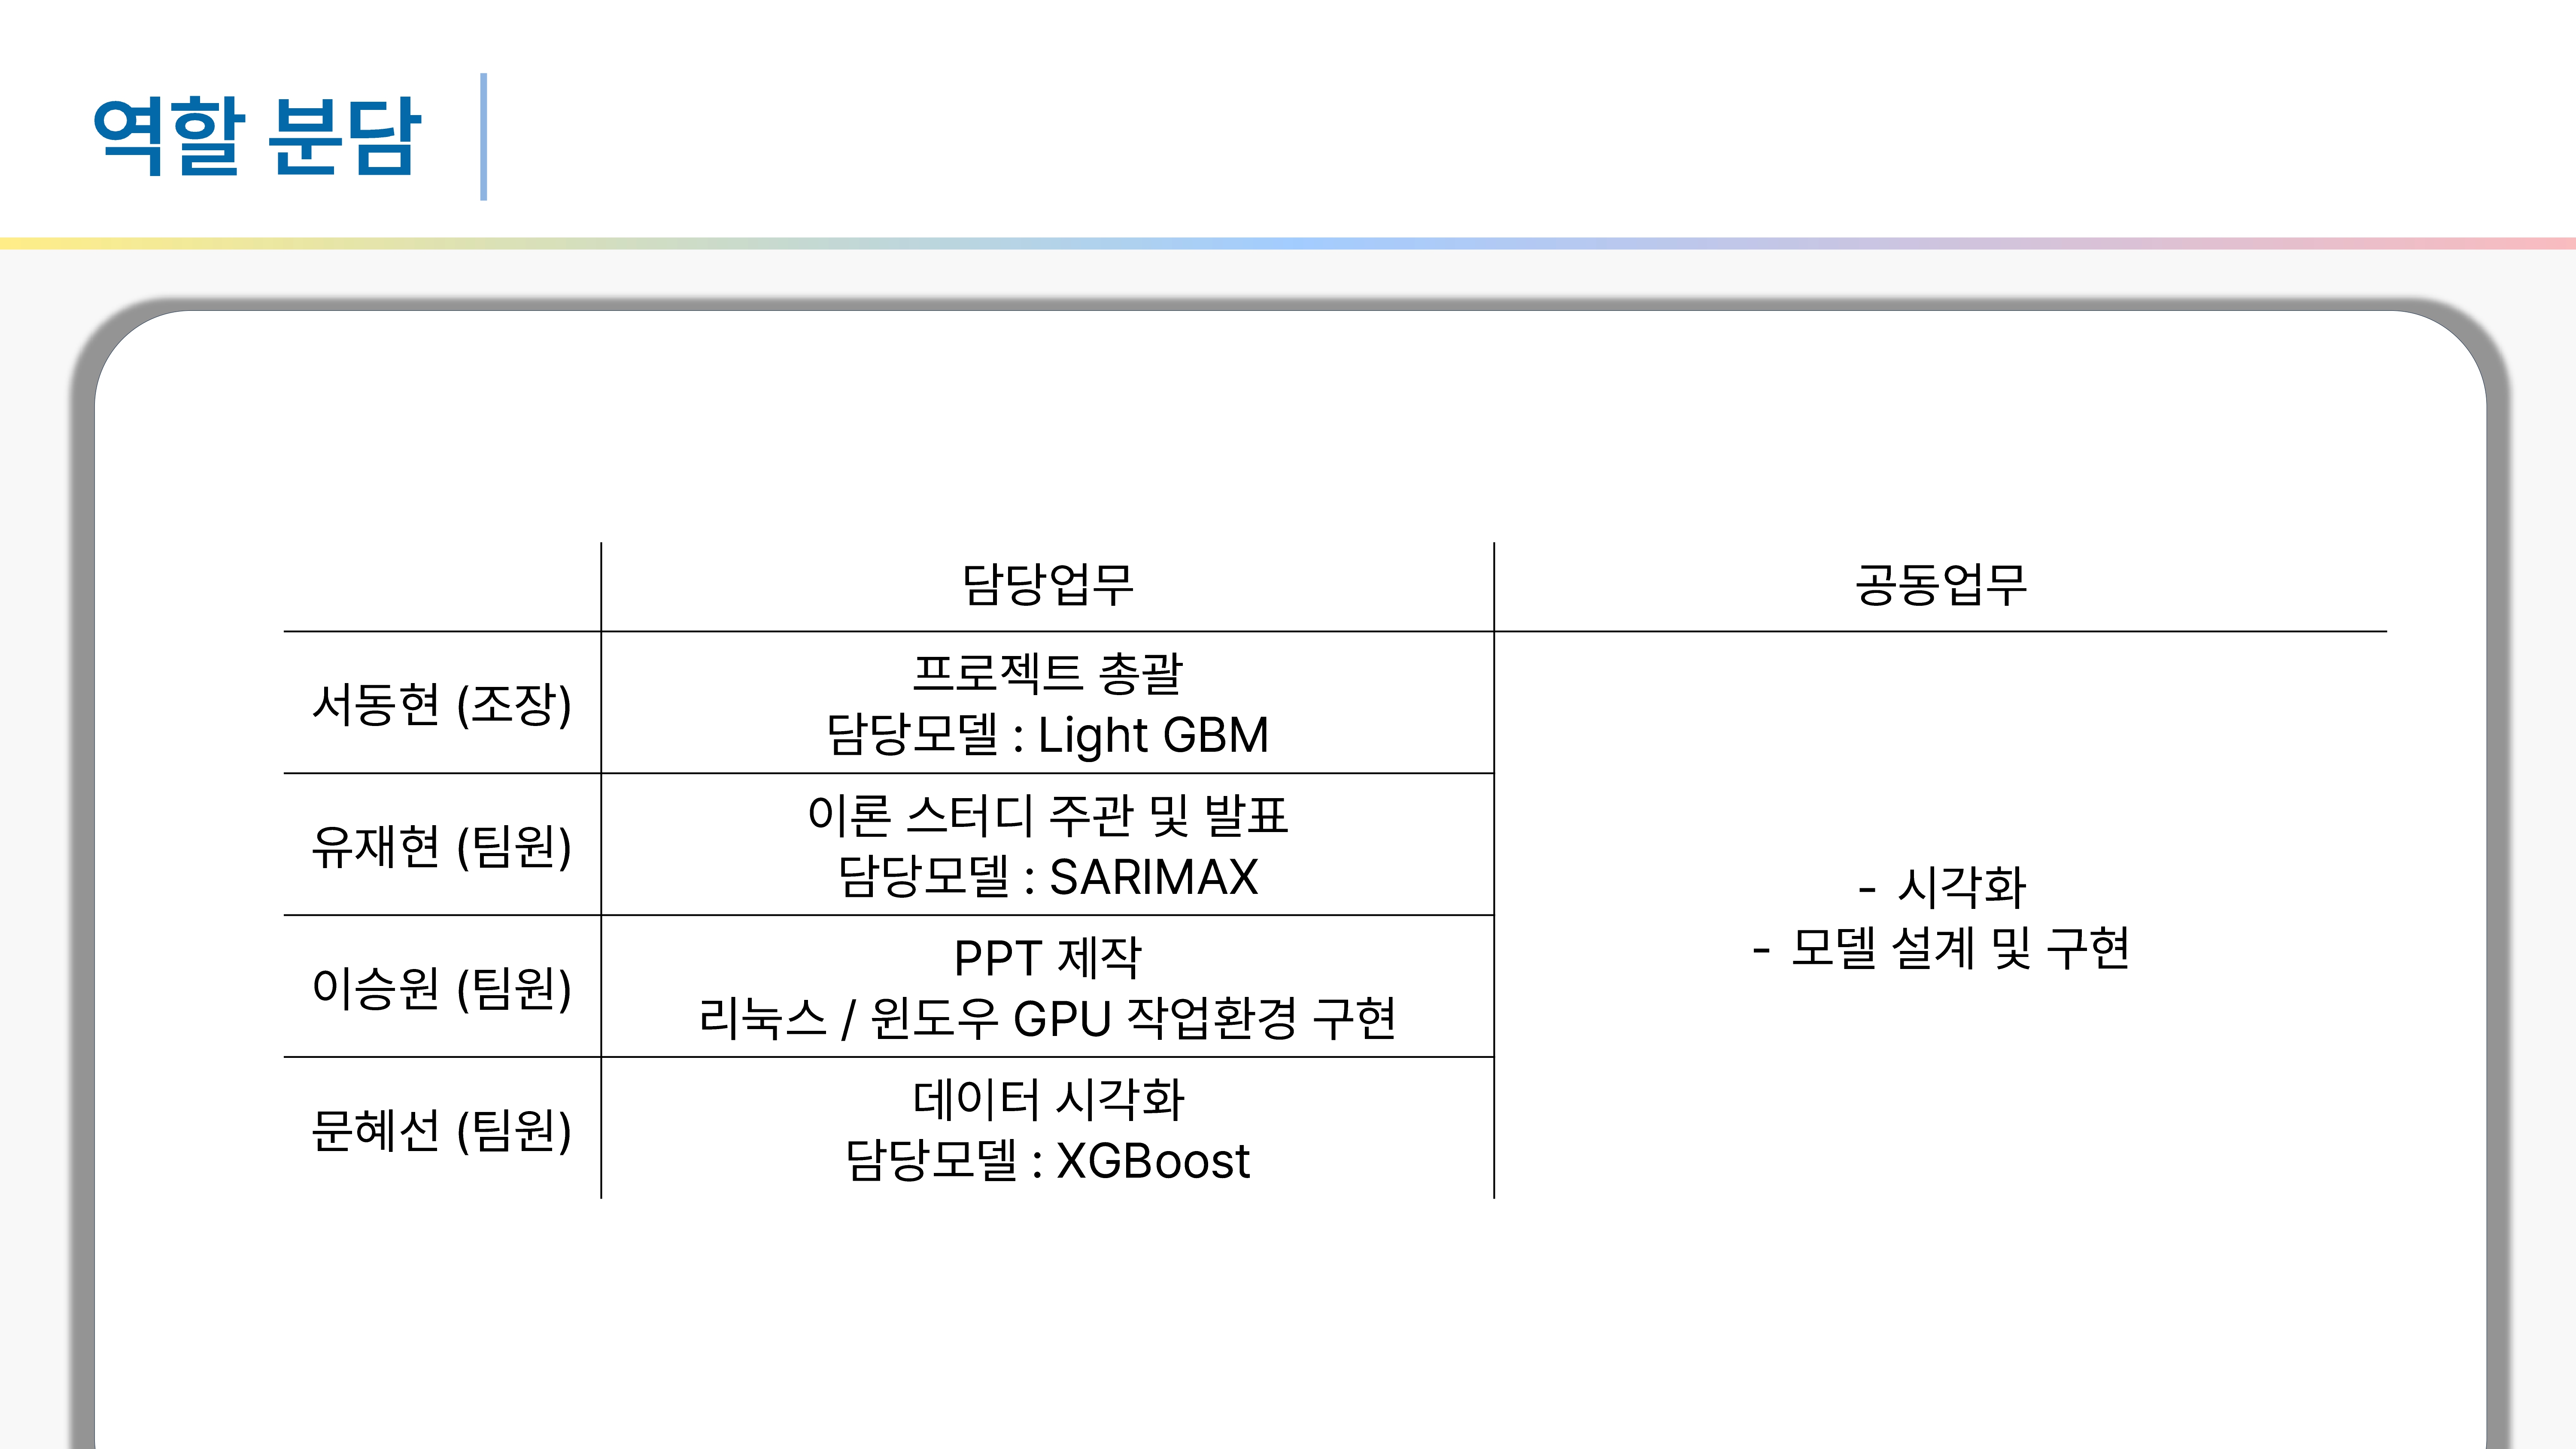 역할 분담
담당업무
공동업무
서동현 (조장)
프로젝트 총괄
담당모델 : Light GBM
유재현 (팀원)
이론 스터디 주관 및 발표
담당모델 : SARIMAX
이승원 (팀원)
PPT 제작
리눅스 / 윈도우 GPU 작업환경 구현
문혜선 (팀원)
데이터 시각화
담당모델 : XGBoost
- 시각화
- 모델 설계 및 구현